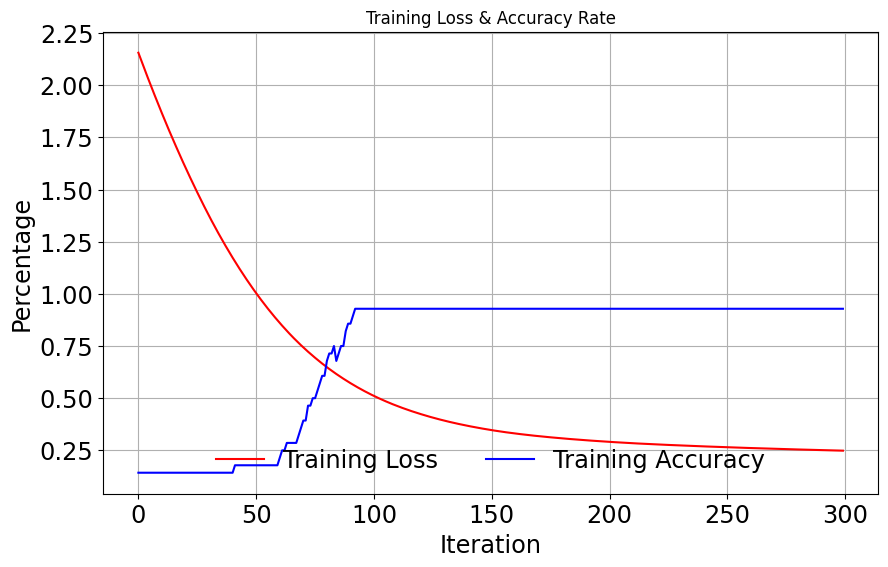 Training Loss & Accuracy Rate
2.25
2.00
1.75
1.50
1.25
1.00
0.75
0.50
0.25
Percentage
Training Loss Training Accuracy
0 50 100 150 200 250 300
Iteration